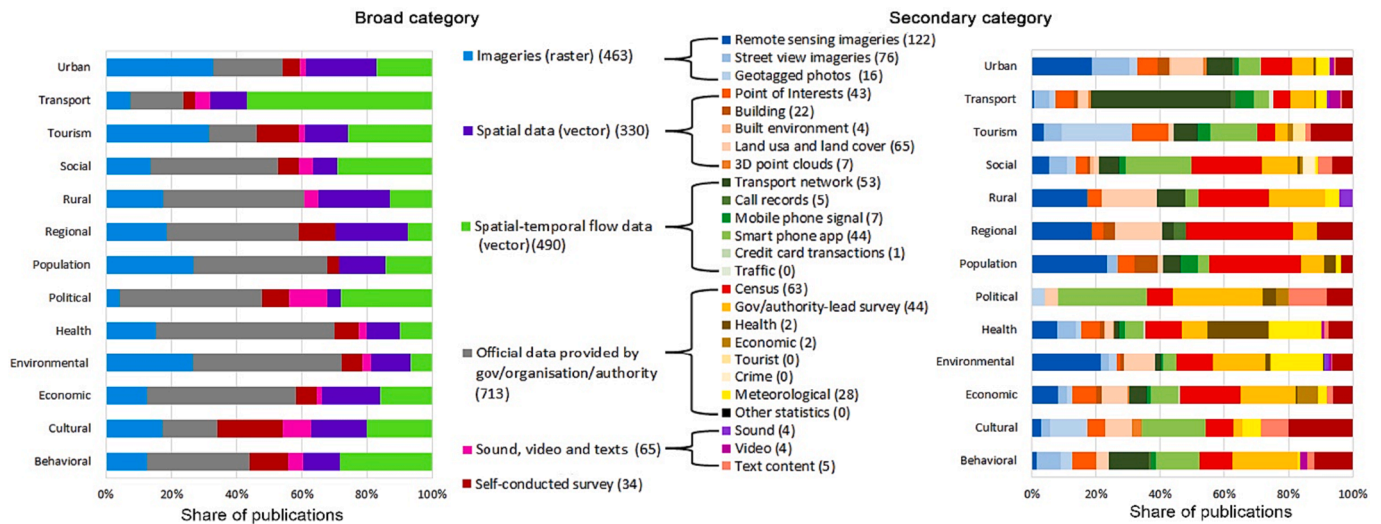 Broad category
Urban
Transport
Tourism
Social
Rural
Regional
Population
Political
Health
Environmental
Economic
Cultural
Behavioral
0% 20% 40% 60% 80% 100%
Share of publications
Imageries (raster) (463)
Spatial data (vector) (330)
Spatial-temporal flow data
(vector) (490)
Official data provided by
gov/organisation/authority
(713)
Sound, video and texts (65)
Self-conducted survey (34)
Secondary category
Remote sensing imageries (122)
Street view imageries (76)
Geotagged photos (16)
Point of Interests (43)
Building (22)
Built environment (4)
Land usa and land cover (65)
3D point clouds (7)
Transport network (53)
Call records (5)
Mobile phone signal (7)
Smart phone app (44)
Credit card transactions (1)
Traffic (0)
Census (63)
Gov/authority-lead survey (44)
Health (2)
Economic (2)
Tourist (0)
Crime (0)
Meteorological (28)
Other statistics (0)
Sound (4)
Video (4)
Text content (5)
Urban
Transport
Tourism
Social
Rural
Regional
Population
Political
Health
Environmental
Economic
Cultural
Behavioral
0% 20% 40% 60% 80% 100%
Share of publications